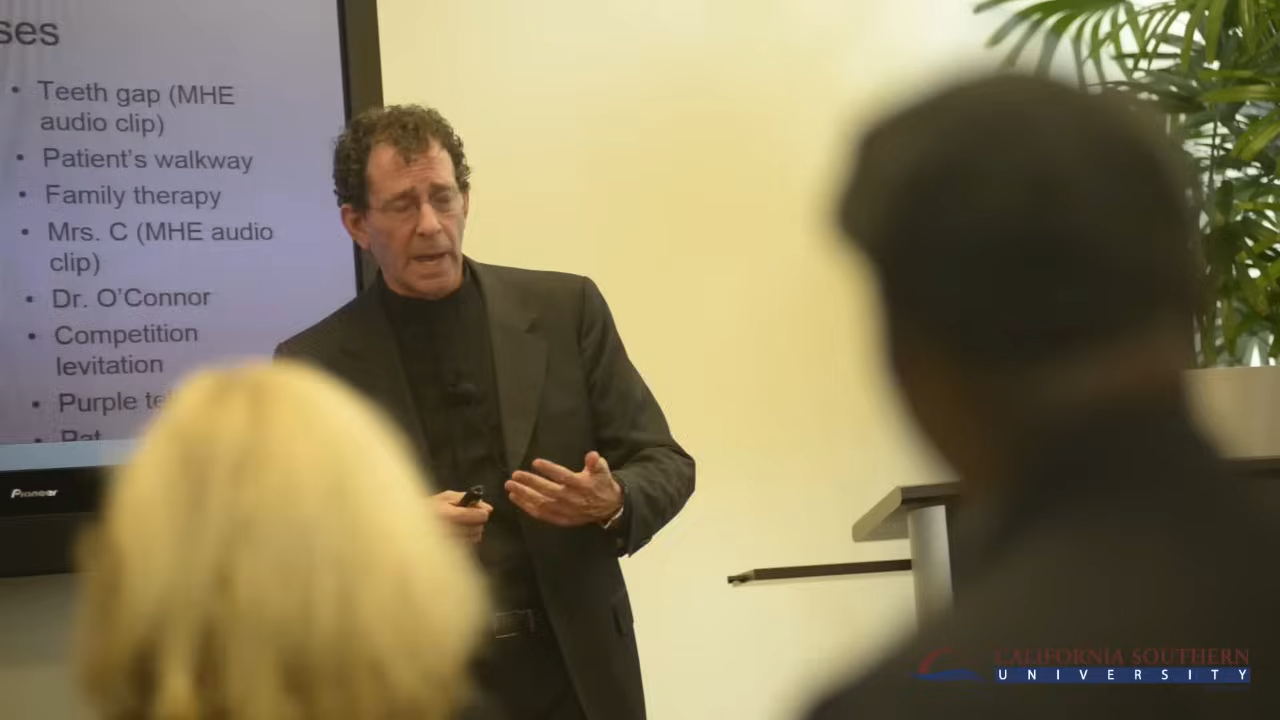 ses
• Teeth gap (MHE
audio clip)
• Patient's walkway
• Family therapy
• Mrs. C (MHE audio
clip)
• Dr. O'Connor
• Competition
levitation
• Purple
• Pat
Pioneer
CALIFORNIA SOUTHERN
UNIVERSITY